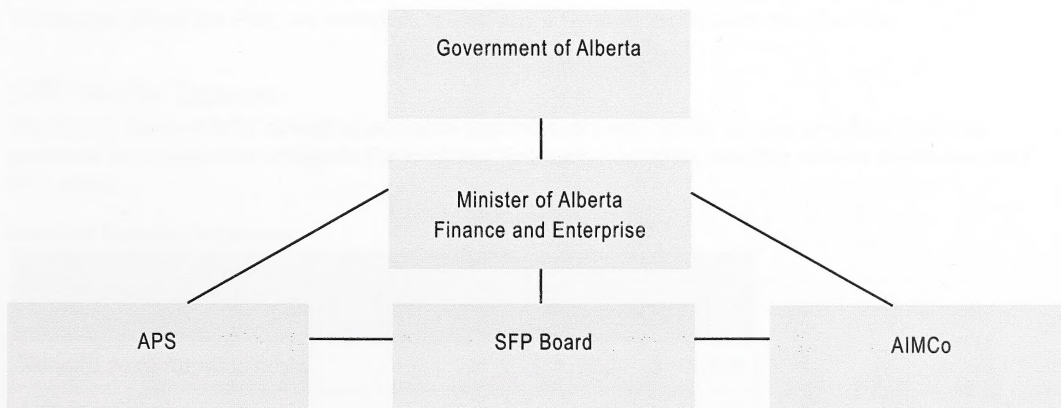 Government of Alberta
Minister of Alberta
Finance and Enterprise
APS
SFP Board
AIMCo